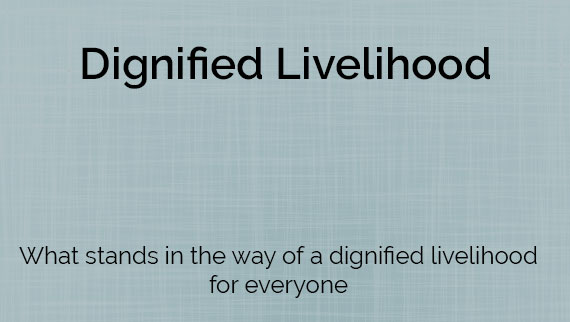 Dignified Livelihood
What stands in the way of a dignified livelihood
for everyone